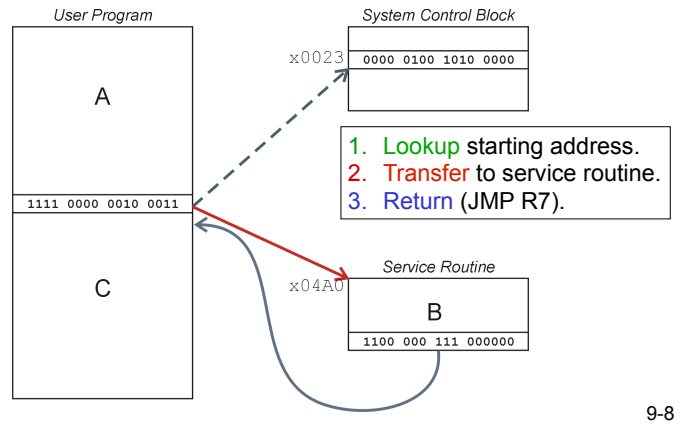 User Program
System Control Block
x0023
0000 0100 1010 0000
A
1. Lookup starting address.
2. Transfer to service routine.
3. Return (JMP R7).
1111 0000 0010 0011
Service Routine
x04A0
C
B
1100 000 111 000000
9-8